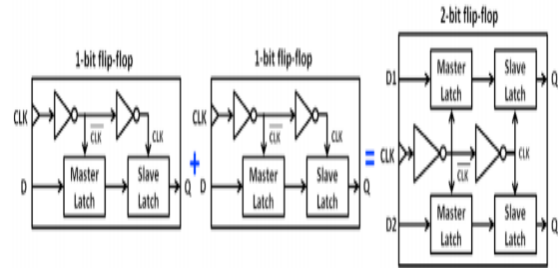 1-bit flip-flop
CLK
CLK
CLK
D
Master
Latch
Slave
Latch
Q
+
1-bit flip-flop
CLK
CLK
CLK
D
Master
Latch
Slave
Latch
Q
=
2-bit flip-flop
D1
Master
Latch
Slave
Latch
Q
CLK
CLK
CLK
D2
Master
Latch
Slave
Latch
Q